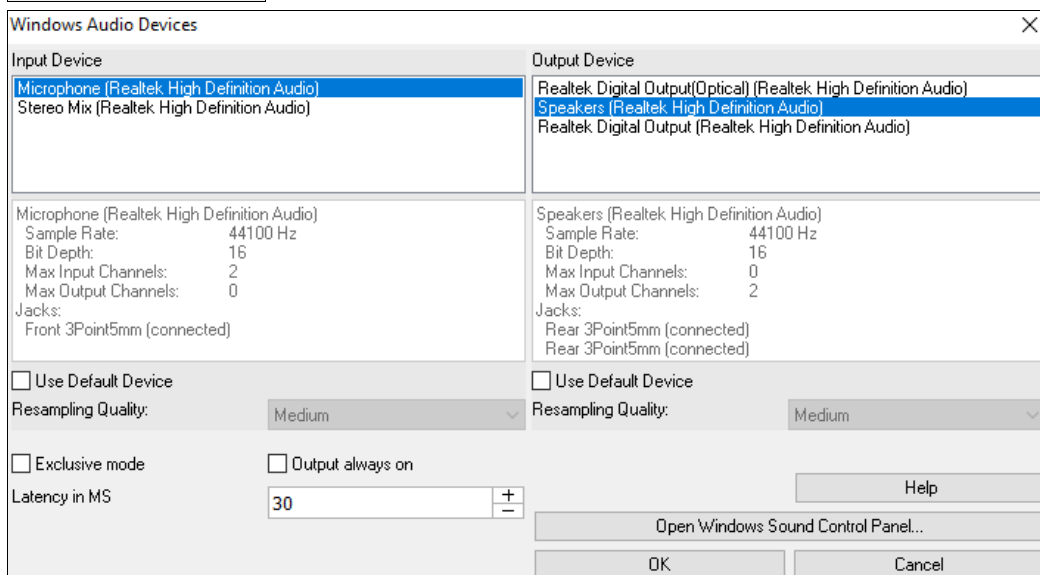 Windows Audio Devices
Input Device
Microphone (Realtek High Definition Audio)
Stereo Mix (Realtek High Definition Audio)
Microphone (Realtek High Definition Audio)
Sample Rate: 44100 Hz
Bit Depth: 16
Max Input Channels: 2
Max Output Channels: 0
Jacks:
Front 3Point5mm (connected)
Use Default Device
Resampling Quality: Medium
Output Device
Realtek Digital Output(Optical) (Realtek High Definition Audio)
Speakers (Realtek High Definition Audio)
Realtek Digital Output (Realtek High Definition Audio)
Speakers (Realtek High Definition Audio)
Sample Rate: 44100 Hz
Bit Depth: 16
Max Input Channels: 0
Max Output Channels: 2
Jacks:
Rear 3Point5mm (connected)
Rear 3Point5mm (connected)
Use Default Device
Resampling Quality: Medium
Exclusive mode
Output always on
Latency in MS 30
Help
Open Windows Sound Control Panel...
OK
Cancel